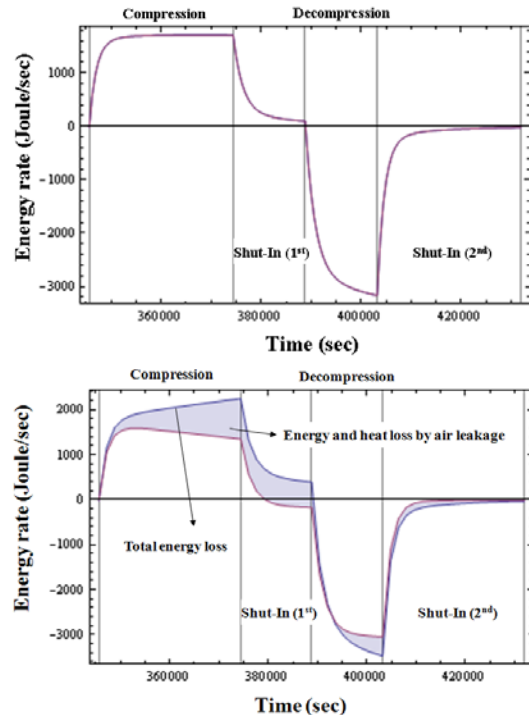 Compression Decompression
Energy rate (Joule/sec)
1000
0
−1000
−2000
−3000
Shut-In (1st) Shut-In (2nd)
360000 380000 400000 420000
Time (sec)
Compression Decompression
Energy rate (Joule/sec)
2000
1000
0
−1000
−2000
−3000
Energy and heat loss by air leakage
Total energy loss
Shut-In (1st) Shut-In (2nd)
360000 380000 400000 420000
Time (sec)